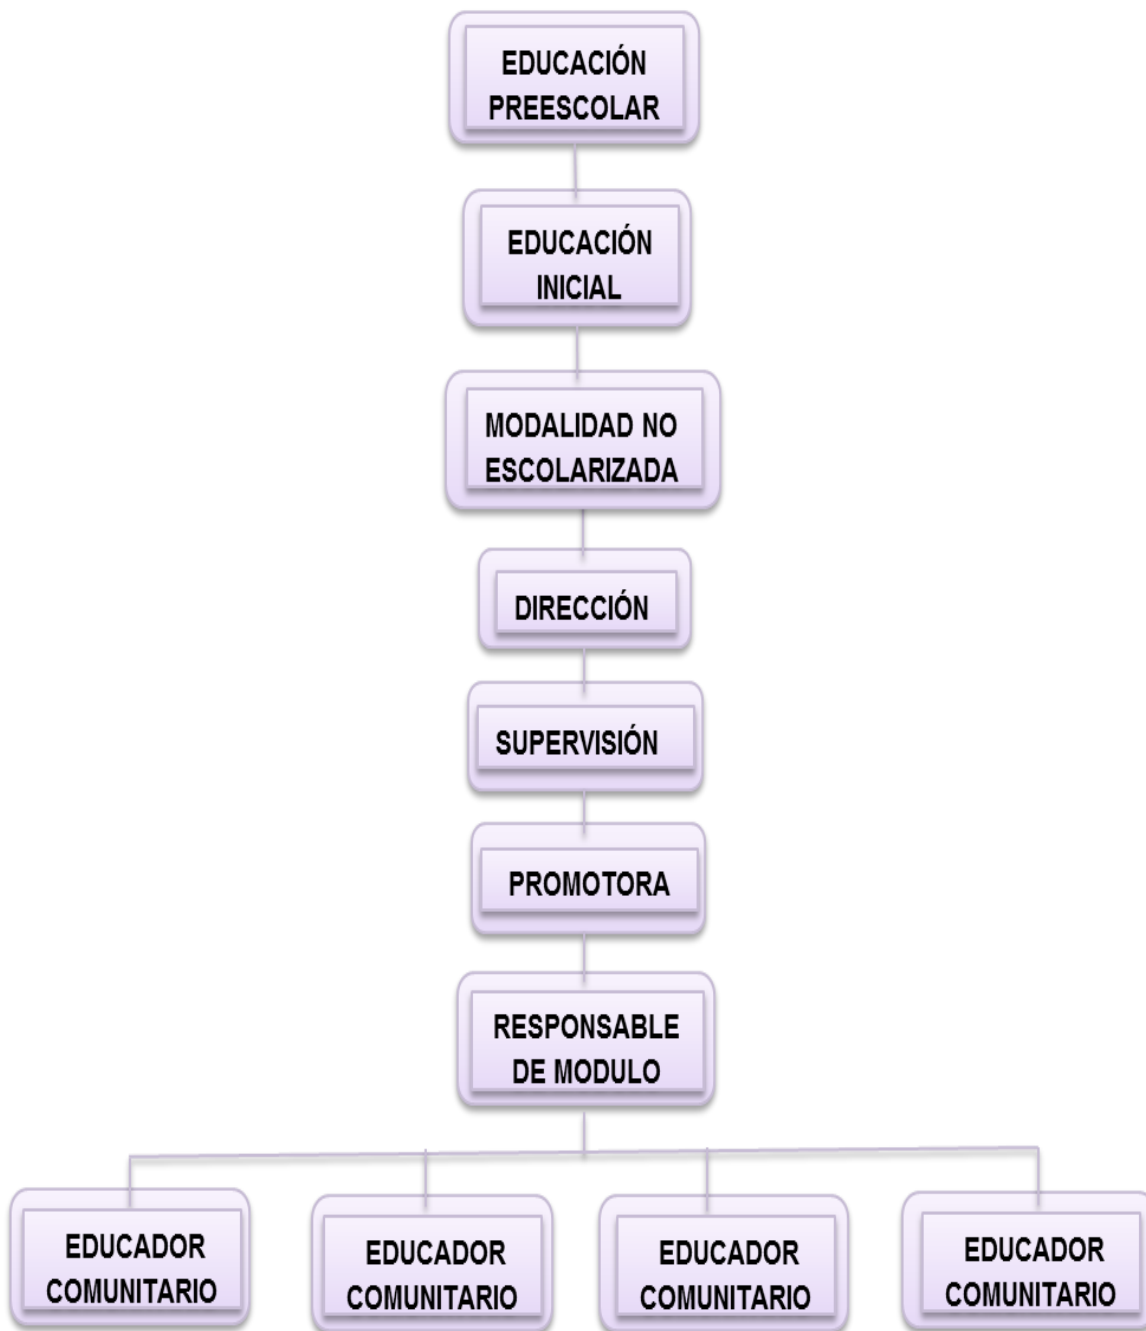 EDUCACIÓN
PREESCOLAR
EDUCACIÓN
INICIAL
MODALIDAD NO
ESCOLARIZADA
DIRECCIÓN
SUPERVISIÓN
PROMOTORA
RESPONSABLE
DE MODULO
EDUCADOR
COMUNITARIO
EDUCADOR
COMUNITARIO
EDUCADOR
COMUNITARIO
EDUCADOR
COMUNITARIO